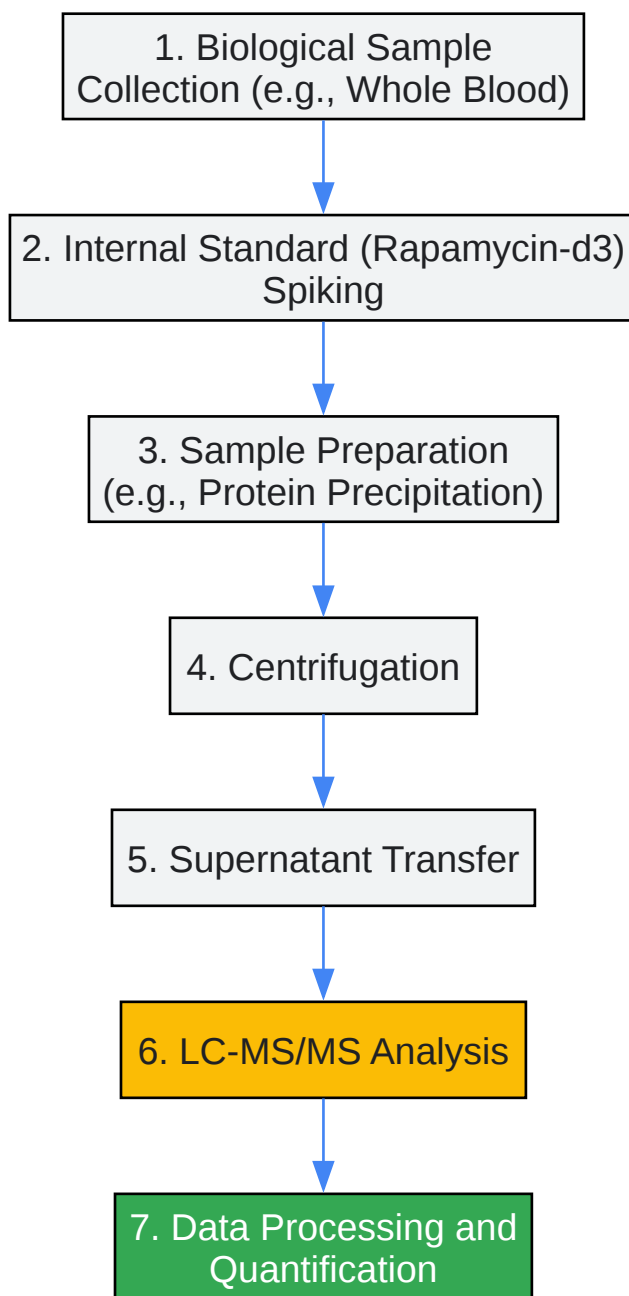 1. Biological Sample
Collection (e.g., Whole Blood)
2. Internal Standard (Rapamycin-d3)
Spiking
3. Sample Preparation
(e.g., Protein Precipitation)
4. Centrifugation
5. Supernatant Transfer
6. LC-MS/MS Analysis
7. Data Processing and
Quantification